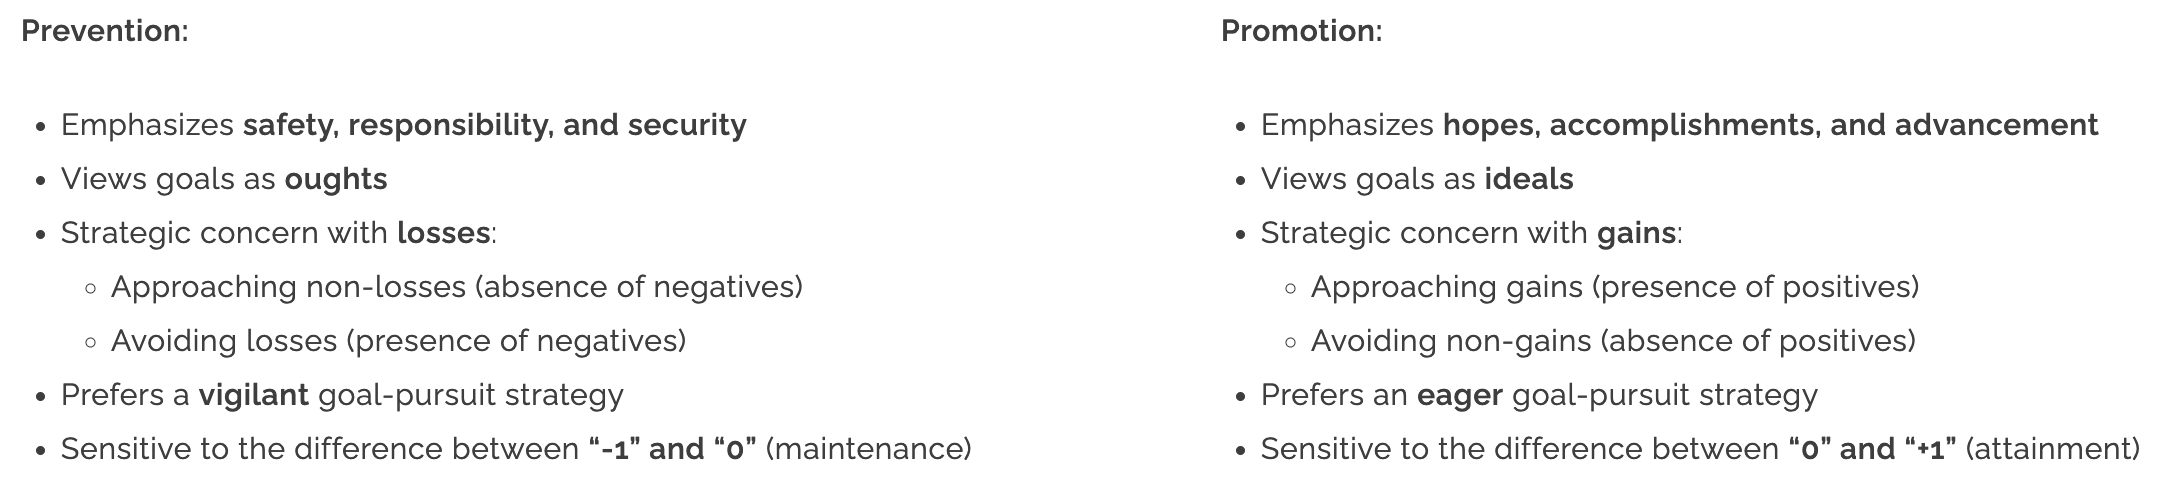 Prevention:
• Emphasizes safety, responsibility, and security
• Views goals as oughts
• Strategic concern with losses:
◦ Approaching non-losses (absence of negatives)
◦ Avoiding losses (presence of negatives)
• Prefers a vigilant goal-pursuit strategy
• Sensitive to the difference between “-1” and “0” (maintenance)
Promotion:
• Emphasizes hopes, accomplishments, and advancement
• Views goals as ideals
• Strategic concern with gains:
◦ Approaching gains (presence of positives)
◦ Avoiding non-gains (absence of positives)
• Prefers an eager goal-pursuit strategy
• Sensitive to the difference between “0” and “+1” (attainment)